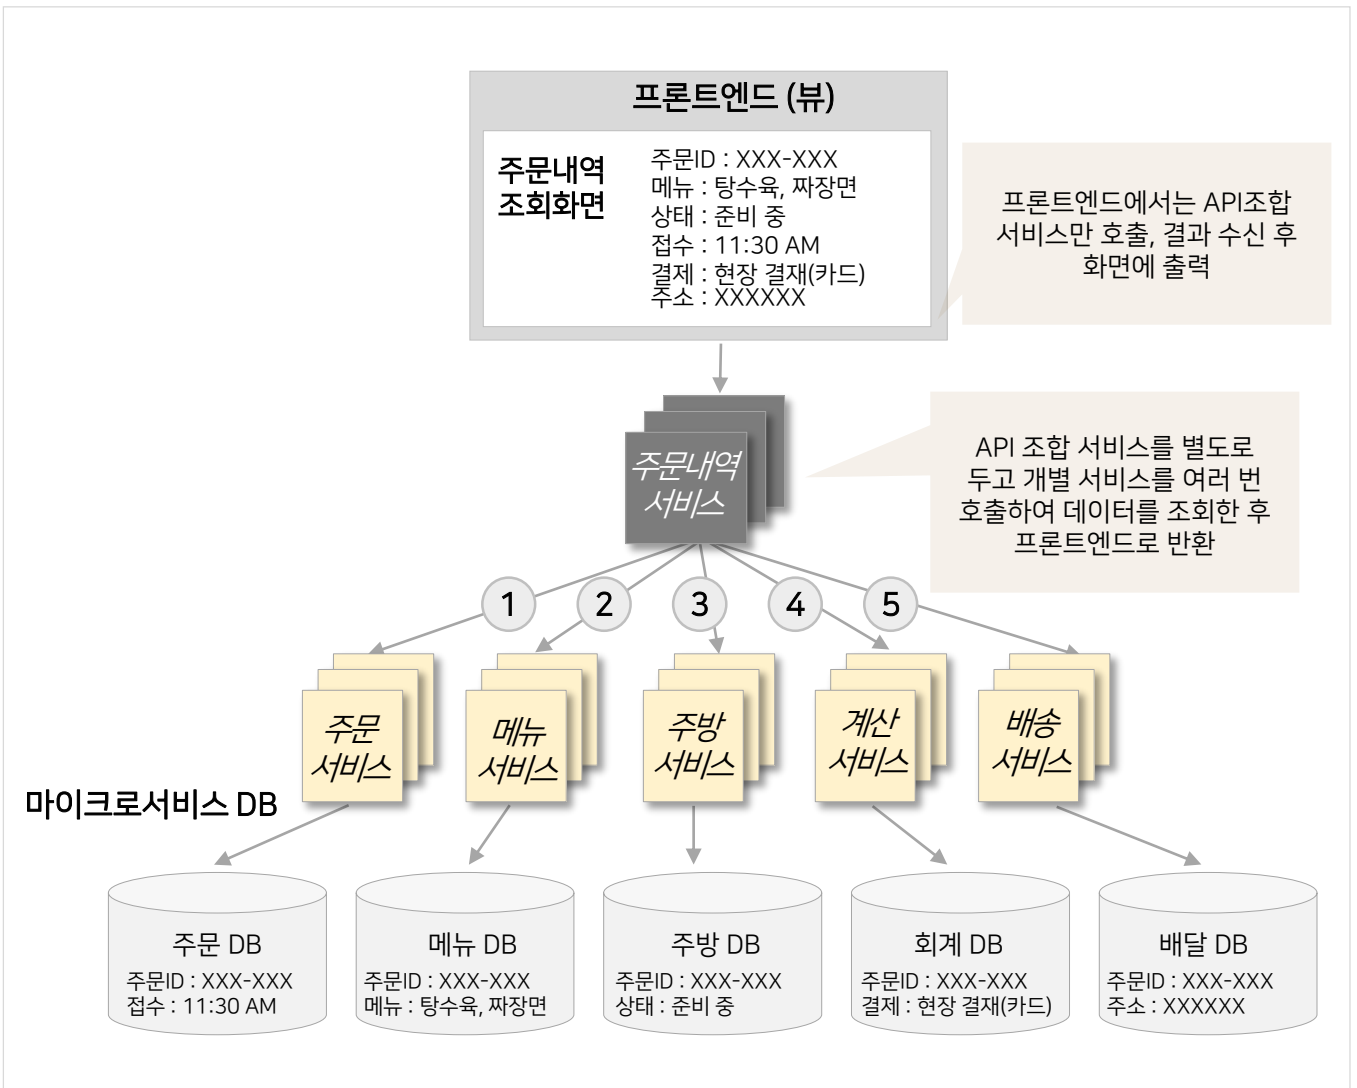 프론트엔드 (뷰)
주문내역
조회화면
주문ID : XXX-XXX
메뉴 : 탕수육, 짜장면
상태 : 준비 중
접수 : 11:30 AM
결제 : 현장 결재(카드)
주소 : XXXXXX
프론트엔드에서는 API조합
서비스만 호출, 결과 수신 후
화면에 출력
주문내역
서비스
API 조합 서비스를 별도로
두고 개별 서비스를 여러 번
호출하여 데이터를 조회한 후
프론트엔드로 반환
1
2
3
4
5
주문
서비스
메뉴
서비스
주방
서비스
계산
서비스
배송
서비스
마이크로서비스 DB
주문 DB
주문ID : XXX-XXX
접수 : 11:30 AM
메뉴 DB
주문ID : XXX-XXX
메뉴 : 탕수육, 짜장면
주방 DB
주문ID : XXX-XXX
상태 : 준비 중
회계 DB
주문ID : XXX-XXX
결제 : 현장 결재(카드)
배달 DB
주문ID : XXX-XXX
주소 : XXXXXX